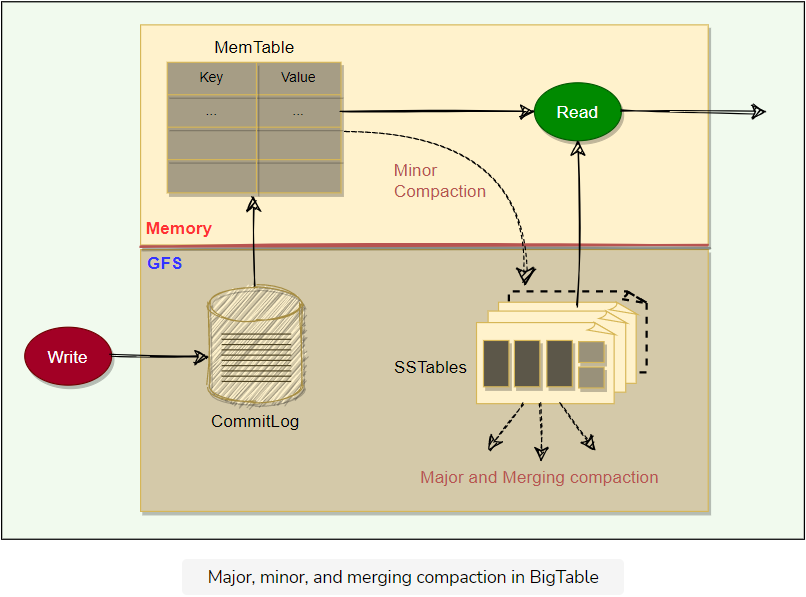 MemTable
Key Value
... ...
Read
Minor
Compaction
Memory
GFS
Write
SSTables
CommitLog
Major and Merging compaction
Major, minor, and merging compaction in BigTable